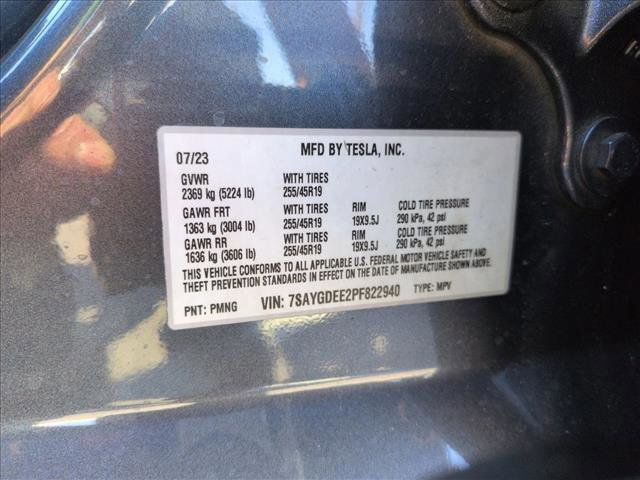 07/23 MFD BY TESLA, INC.
GVWR WITH TIRES
2369 kg (5224 lb) 255/45R19
GAWR FRT WITH TIRES RIM COLD TIRE PRESSURE
1363 kg (3004 lb) 255/45R19 19X9.5J 290 kPa, 42 psi
GAWR RR WITH TIRES RIM COLD TIRE PRESSURE
1636 kg (3606 lb) 255/45R19 19X9.5J 290 kPa, 42 psi
THIS VEHICLE CONFORMS TO ALL APPLICABLE U.S. FEDERAL MOTOR VEHICLE SAFETY AND
THEFT PREVENTION STANDARDS IN EFFECT ON THE DATE OF MANUFACTURE SHOWN ABOVE.
PNT: PMNG VIN: 7SAYGDEE2PF822940 TYPE: MPV